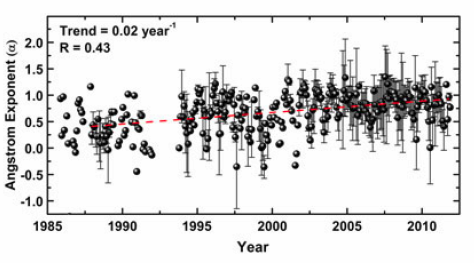 Trend = 0.02 year⁻¹
R = 0.43
Angstrom Exponent (α)
2.0
1.5
1.0
0.5
0.0
-0.5
-1.0
1985 1990 1995 2000 2005 2010
Year